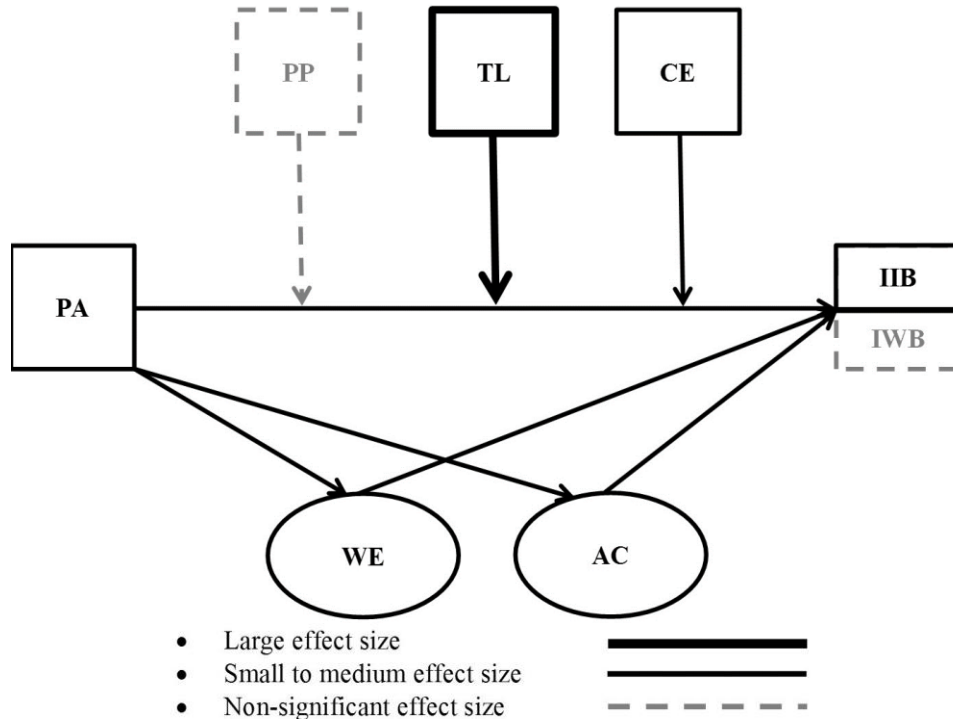 PP
TL
CE
PA
IIB
IWB
WE
AC
• Large effect size
• Small to medium effect size
• Non-significant effect size